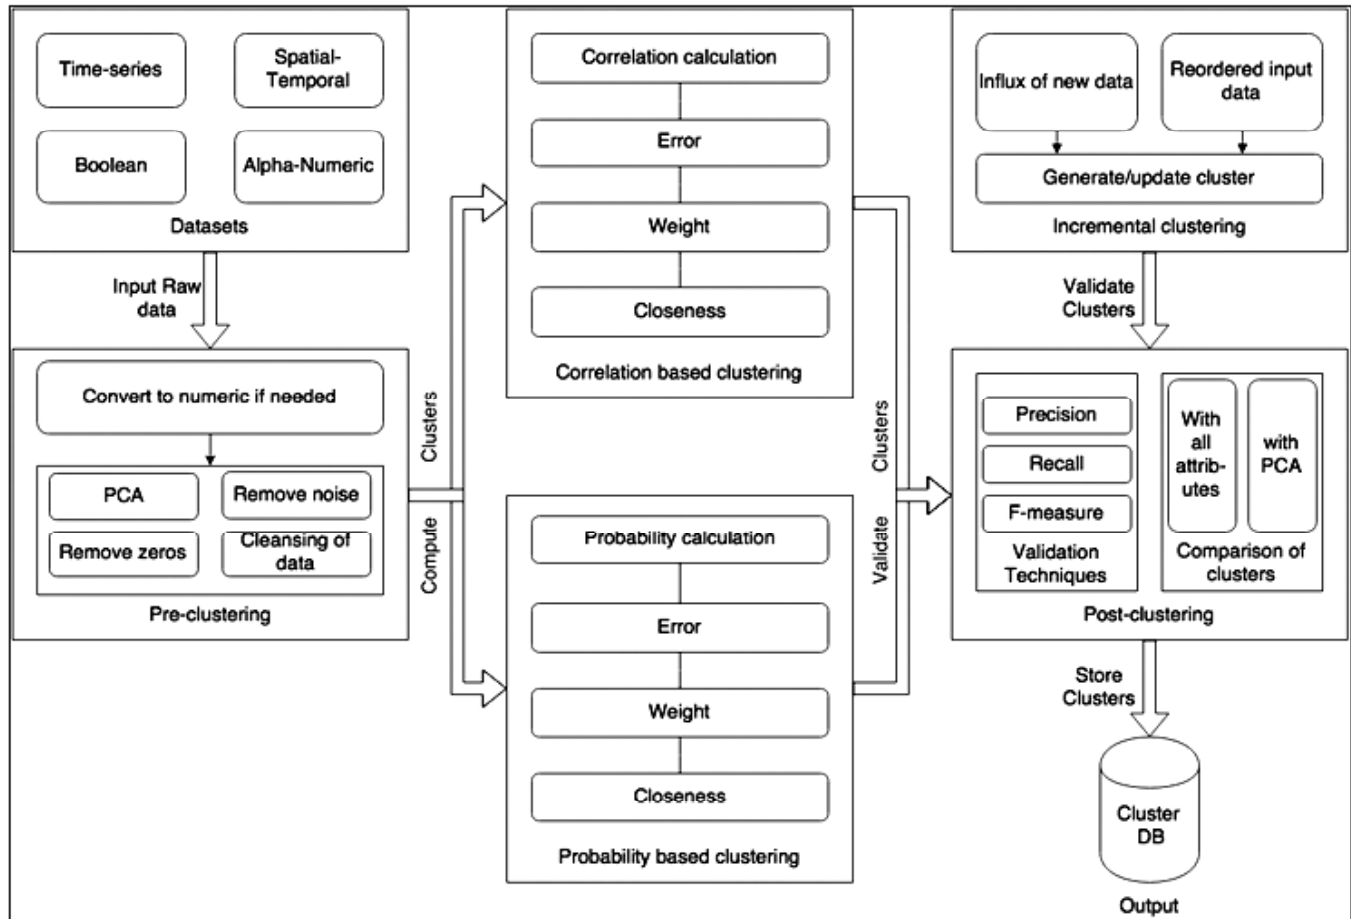 Time-series
Spatial-
Temporal
Boolean
Alpha-Numeric
Datasets
Input Raw
data
Convert to numeric if needed
PCA
Remove noise
Remove zeros
Cleansing of
data
Pre-clustering
Compute
Clusters
Correlation calculation
Error
Weight
Closeness
Correlation based clustering
Probability calculation
Error
Weight
Closeness
Probability based clustering
Validate
Clusters
Influx of new data
Reordered input
data
Generate/update cluster
Incremental clustering
Validate
Clusters
Precision
Recall
F-measure
Validation
Techniques
With
all
attrib-
utes
with
PCA
Comparison of
clusters
Post-clustering
Store
Clusters
Cluster
DB
Output